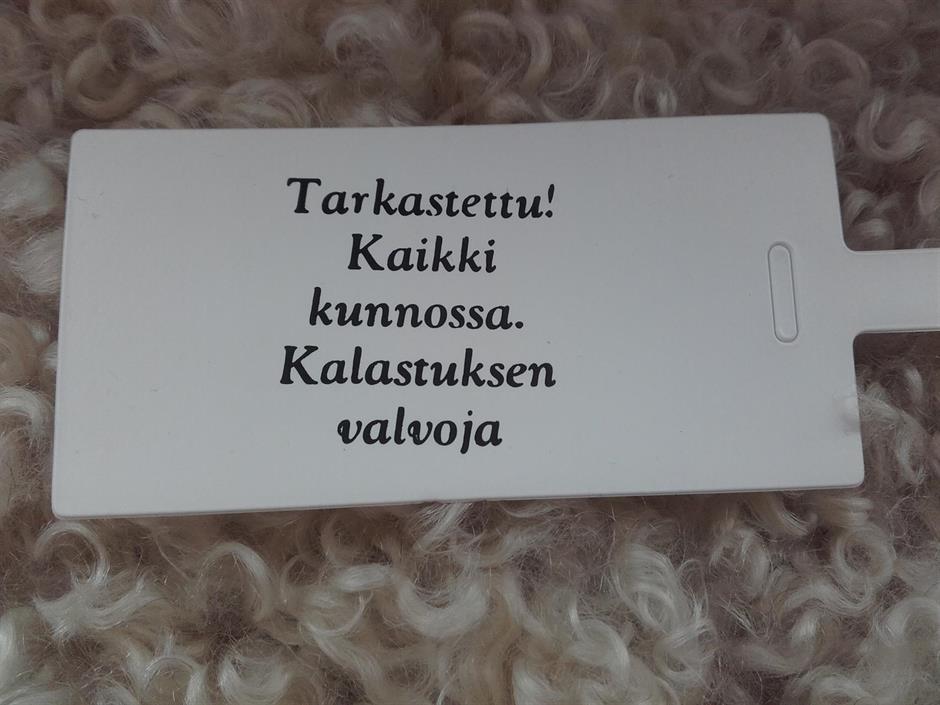 Tarkastettu!
Kaikki
kunnossa.
Kalastuksen
valvoja